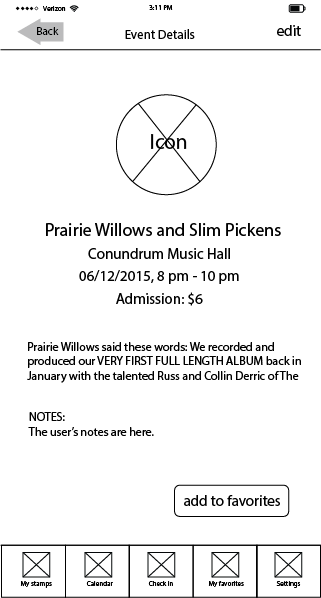 Verizon 3:11 PM
Back Event Details edit
Icon
Prairie Willows and Slim Pickens
Conundrum Music Hall
06/12/2015, 8 pm - 10 pm
Admission: $6
Prairie Willows said these words: We recorded and
produced our VERY FIRST FULL LENGTH ALBUM back in
January with the talented Russ and Collin Derric of The
NOTES:
The user's notes are here.
add to favorites
My stamps Calendar Check In My favorites Settings